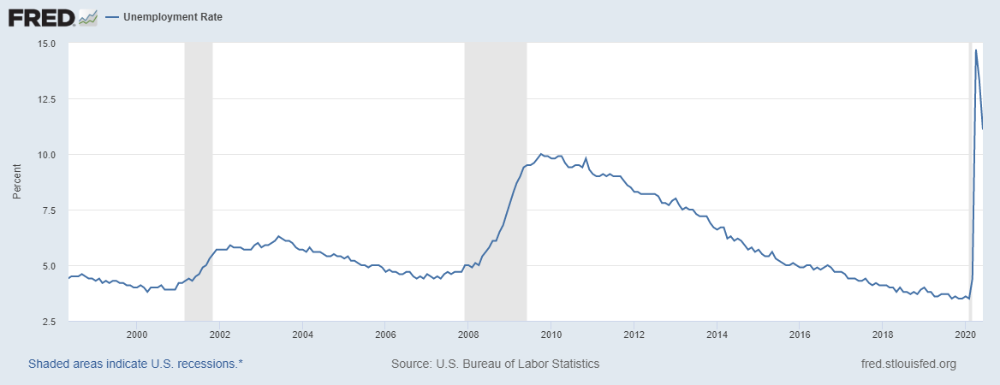 FRED
Unemployment Rate
15.0
12.5
10.0
7.5
5.0
2.5
Percent
2000 2002 2004 2006 2008 2010 2012 2014 2016 2018 2020
Shaded areas indicate U.S. recessions.* Source: U.S. Bureau of Labor Statistics fred.stlouisfed.org